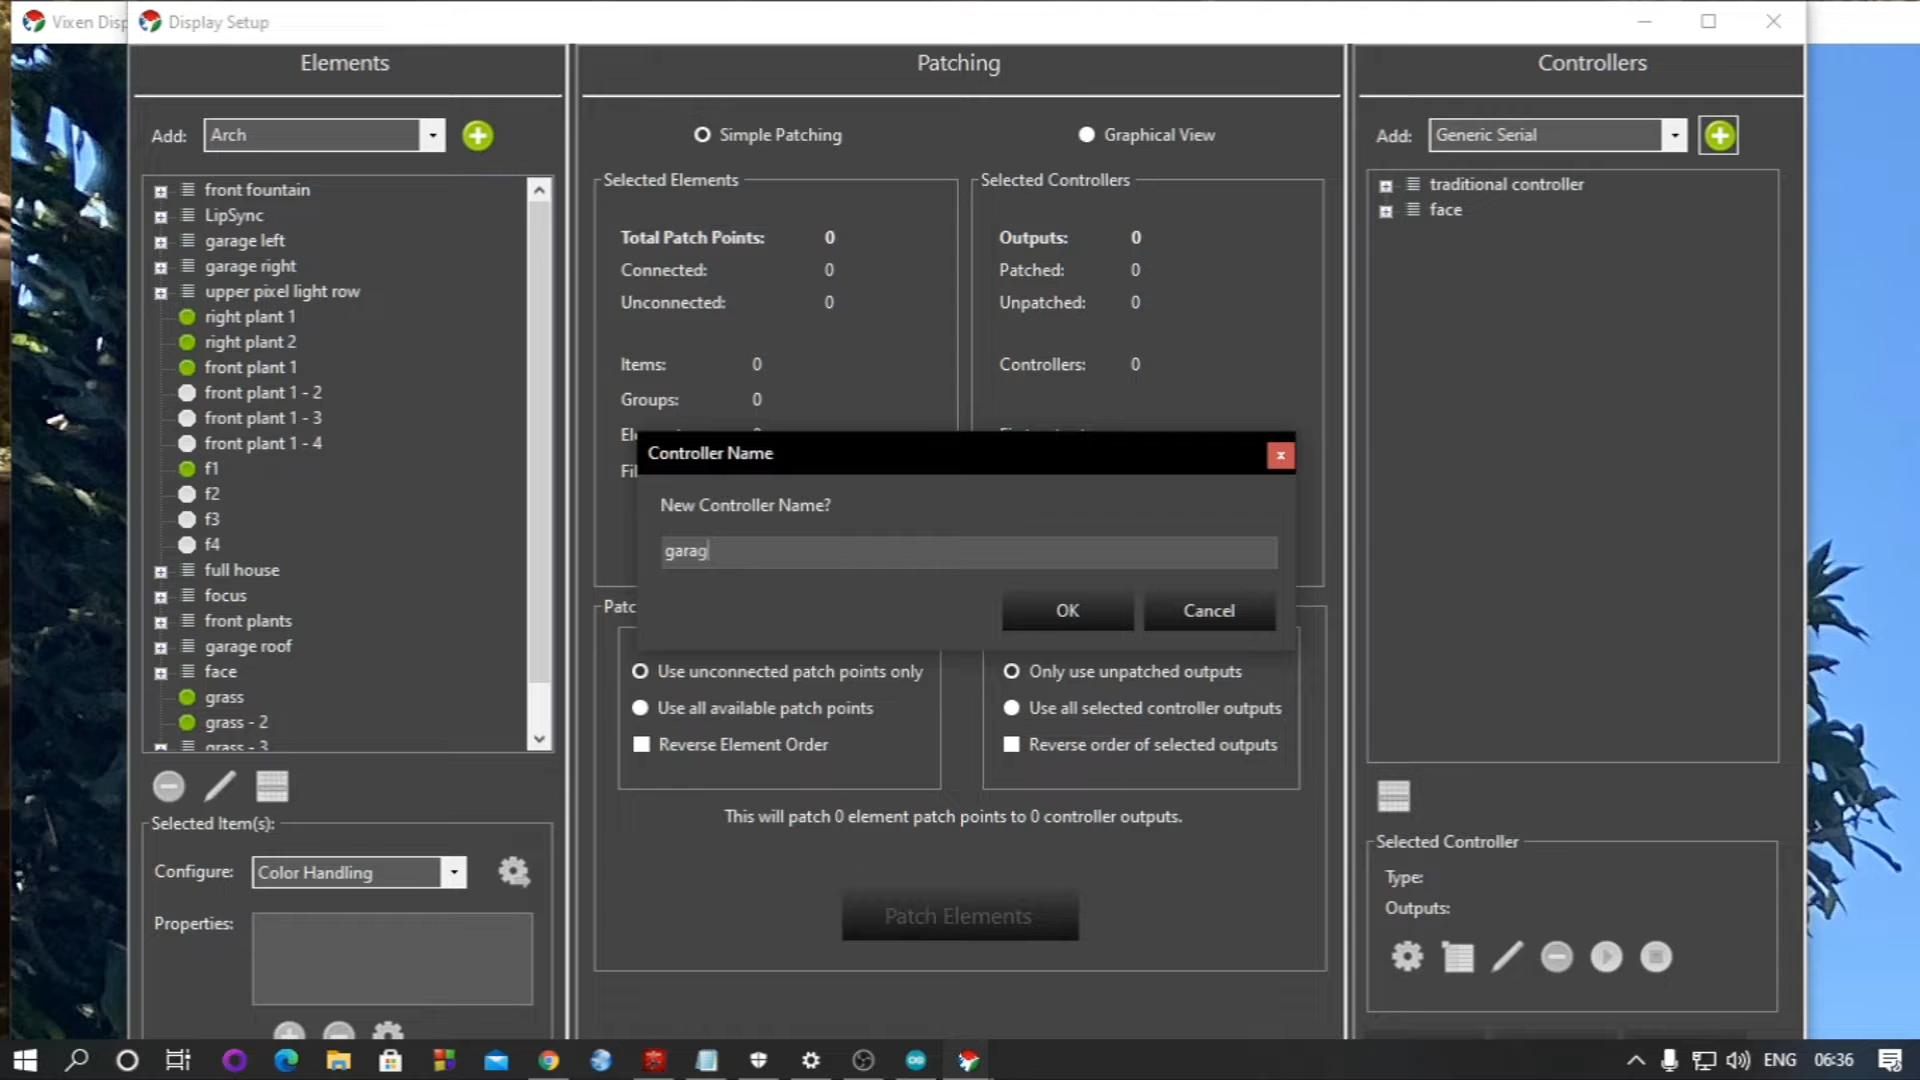 Vixen Disp
Display Setup
Elements
Patching
Controllers
Add:
Arch
Simple Patching
Graphical View
Add:
Generic Serial
front fountain
LipSync
garage left
garage right
upper pixel light row
right plant 1
right plant 2
front plant 1
front plant 1 - 2
front plant 1 - 3
front plant 1 - 4
f1
f2
f3
f4
full house
focus
front plants
garage roof
face
grass
grass - 2
grass - 3
Selected Elements
Total Patch Points: 0
Connected: 0
Unconnected: 0
Items: 0
Groups: 0
Selected Controllers
Outputs: 0
Patched: 0
Unpatched: 0
Controllers: 0
traditional controller
face
Controller Name
x
New Controller Name?
garag
OK
Cancel
Patc
Use unconnected patch points only
Use all available patch points
Reverse Element Order
Only use unpatched outputs
Use all selected controller outputs
Reverse order of selected outputs
This will patch 0 element patch points to 0 controller outputs.
Patch Elements
Selected Item(s):
Configure:
Color Handling
Properties:
Selected Controller
Type:
Outputs:
ENG
06:36